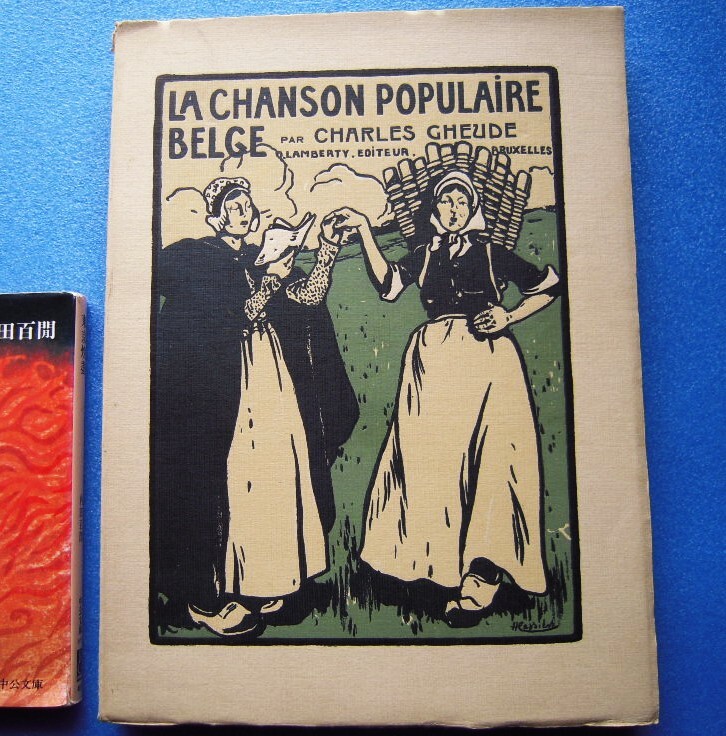 LA CHANSON POPULAIRE
BELGE PAR CHARLES GHEUDE
O.LAMBERTY.EDITEUR. BRUXELLES
田百閒
中公文庫